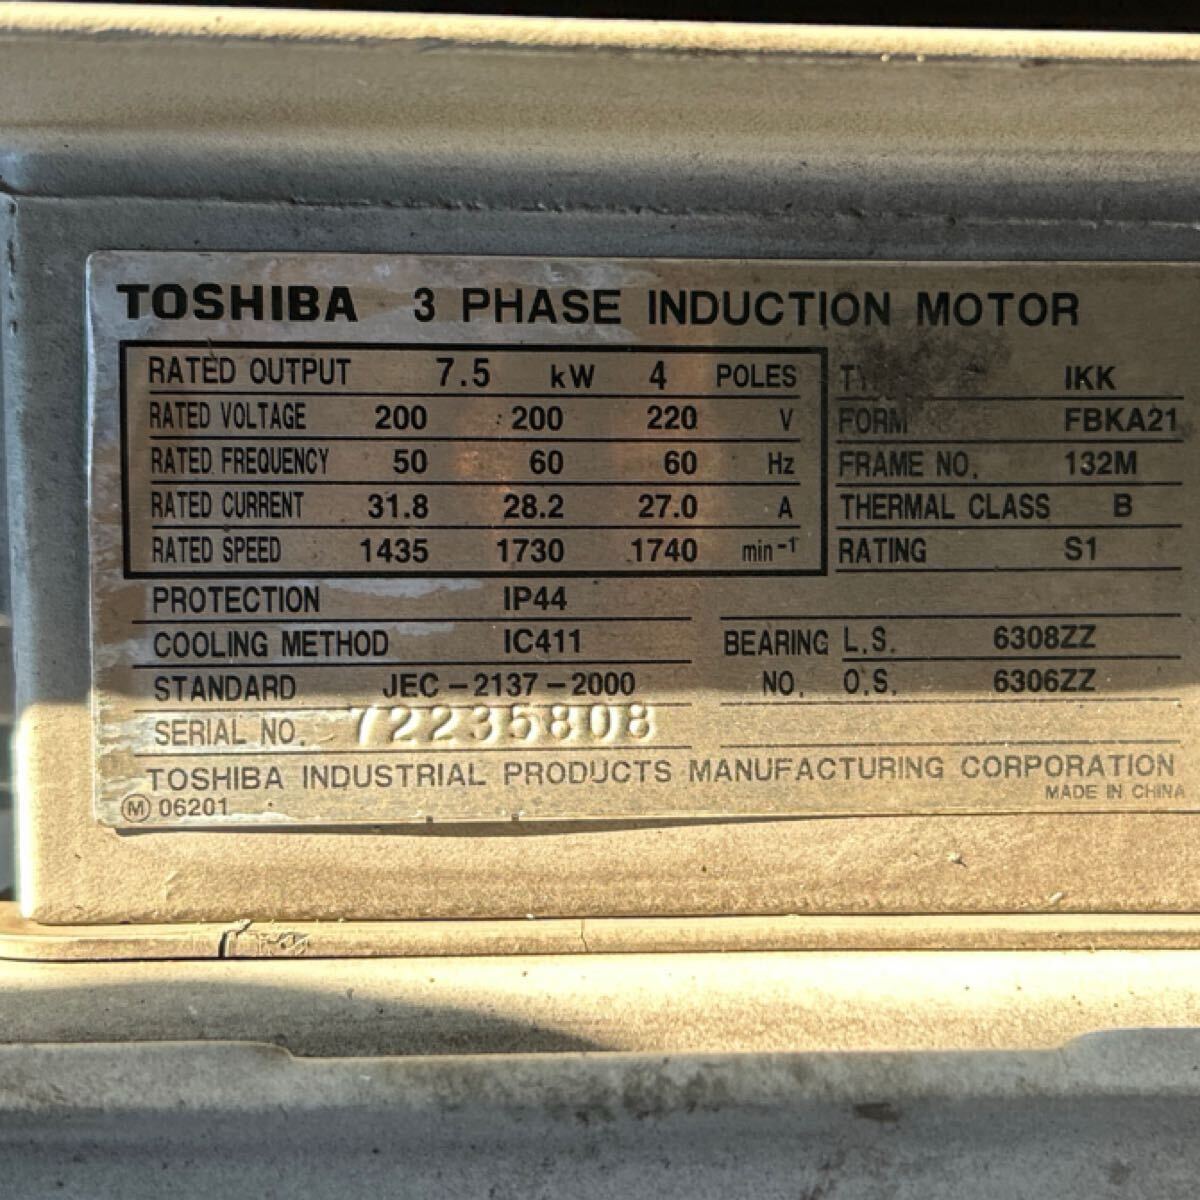 TOSHIBA 3 PHASE INDUCTION MOTOR
RATED OUTPUT 7.5 kW 4 POLES
RATED VOLTAGE 200 200 220 V
RATED FREQUENCY 50 60 60 Hz
RATED CURRENT 31.8 28.2 27.0 A
RATED SPEED 1435 1730 1740 min-1
IKK
FORM FBKA21
FRAME NO. 132M
THERMAL CLASS B
RATING S1
PROTECTION IP44
COOLING METHOD IC411
STANDARD JEC-2137-2000
SERIAL NO. 72235808
BEARING L.S. 6308ZZ
NO. O.S. 6306ZZ
TOSHIBA INDUSTRIAL PRODUCTS MANUFACTURING CORPORATION
MADE IN CHINA
Ⓜ 06201